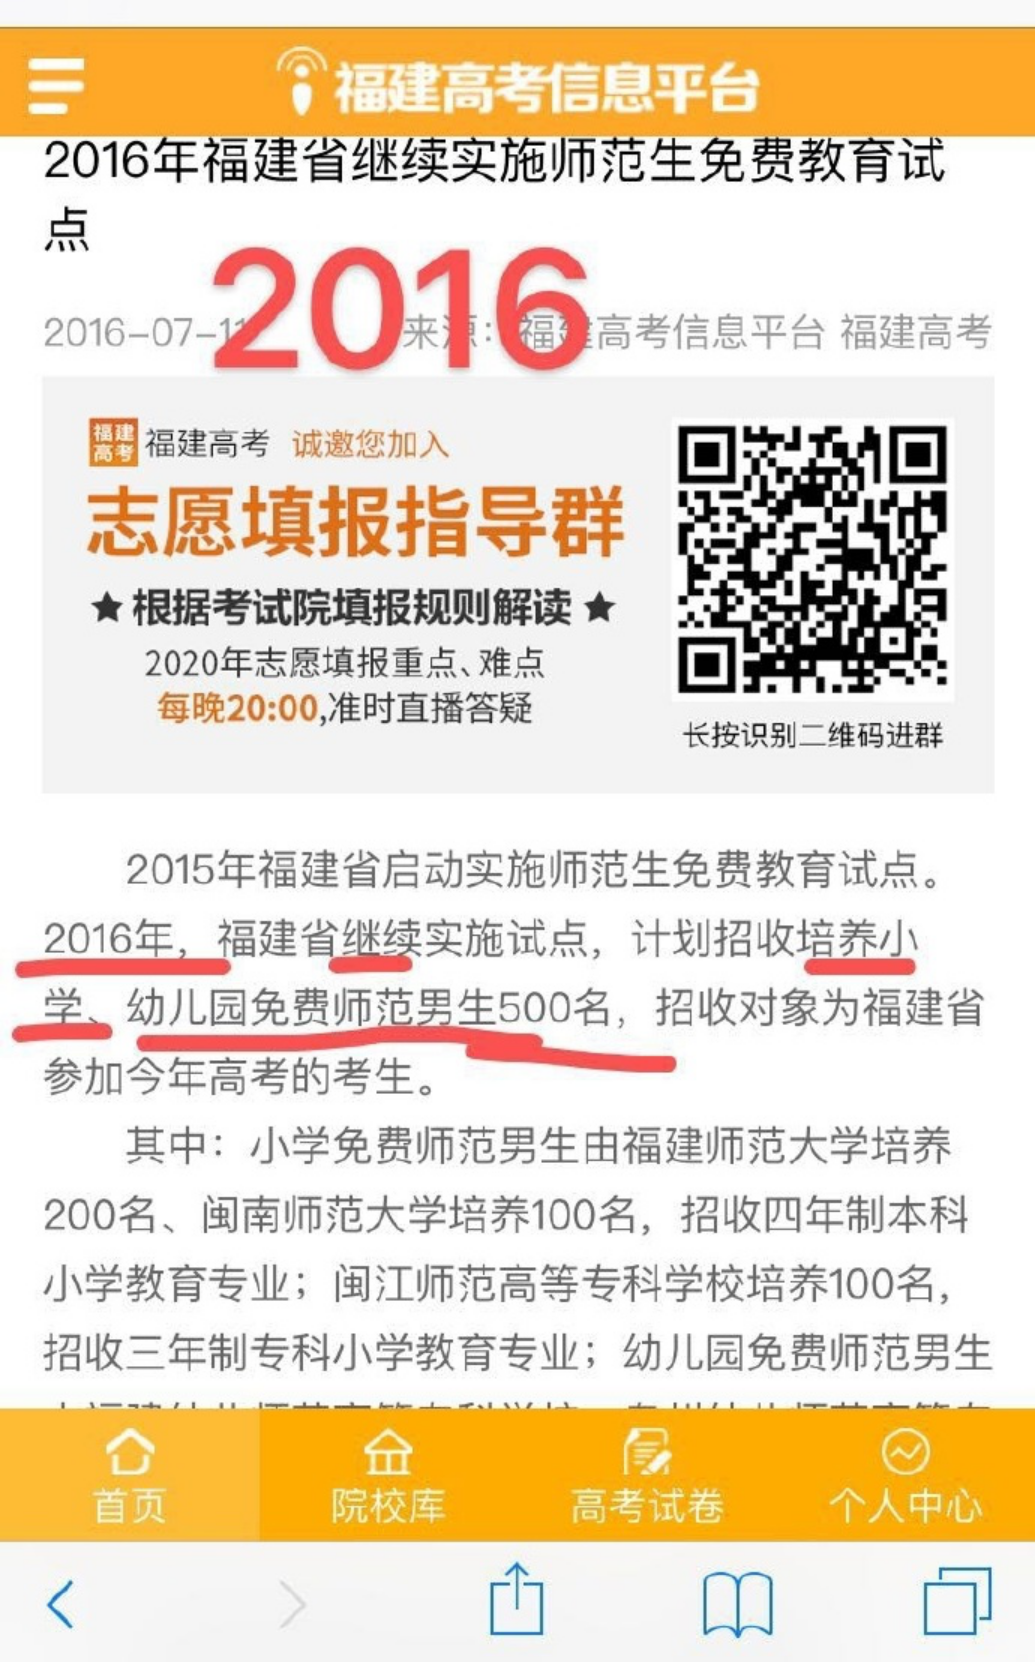 福建高考信息平台
2016年福建省继续实施师范生免费教育试
点
2016
2016-07-11 来源：福建高考信息平台 福建高考
福建高考 福建高考 诚邀您加入
志愿填报指导群
★ 根据考试院填报规则解读 ★
2020年志愿填报重点、难点
每晚20:00,准时直播答疑
长按识别二维码进群
2015年福建省启动实施师范生免费教育试点。
2016年，福建省继续实施试点，计划招收培养小
学、幼儿园免费师范男生500名，招收对象为福建省
参加今年高考的考生。
其中：小学免费师范男生由福建师范大学培养
200名、闽南师范大学培养100名，招收四年制本科
小学教育专业；闽江师范高等专科学校培养100名，
招收三年制专科小学教育专业；幼儿园免费师范男生
首页 院校库 高考试卷 个人中心